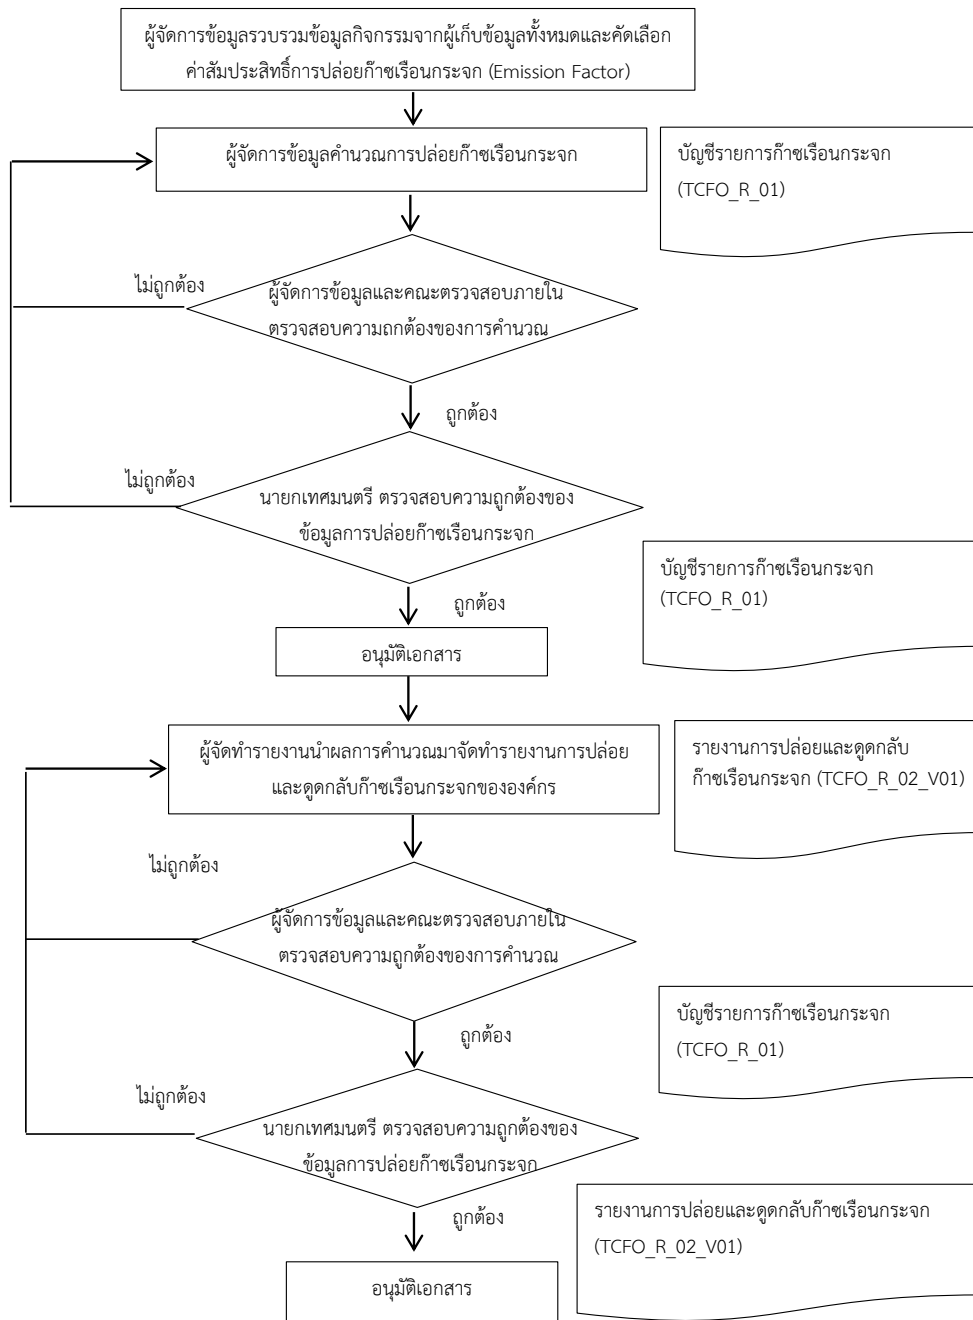 ผู้จัดการข้อมูลรวบรวมข้อมูลกิจกรรมจากผู้เก็บข้อมูลทั้งหมดและคัดเลือก
ค่าสัมประสิทธิ์การปล่อยก๊าซเรือนกระจก (Emission Factor)
ผู้จัดการข้อมูลคำนวณการปล่อยก๊าซเรือนกระจก
บัญชีรายการก๊าซเรือนกระจก
(TCFO_R_01)
ไม่ถูกต้อง
ผู้จัดการข้อมูลและคณะตรวจสอบภายใน
ตรวจสอบความถกต้องของการคำนวณ
ถูกต้อง
ไม่ถูกต้อง
นายกเทศมนตรี ตรวจสอบความถูกต้องของ
ข้อมูลการปล่อยก๊าซเรือนกระจก
บัญชีรายการก๊าซเรือนกระจก
(TCFO_R_01)
ถูกต้อง
อนุมัติเอกสาร
ผู้จัดทำรายงานนำผลการคำนวณมาจัดทำรายงานการปล่อย
และดูดกลับก๊าซเรือนกระจกขององค์กร
รายงานการปล่อยและดูดกลับ
ก๊าซเรือนกระจก (TCFO_R_02_V01)
ไม่ถูกต้อง
ผู้จัดการข้อมูลและคณะตรวจสอบภายใน
ตรวจสอบความถูกต้องของการคำนวณ
บัญชีรายการก๊าซเรือนกระจก
(TCFO_R_01)
ถูกต้อง
ไม่ถูกต้อง
นายกเทศมนตรี ตรวจสอบความถูกต้องของ
ข้อมูลการปล่อยก๊าซเรือนกระจก
ถูกต้อง
รายงานการปล่อยและดูดกลับก๊าซเรือนกระจก
(TCFO_R_02_V01)
อนุมัติเอกสาร